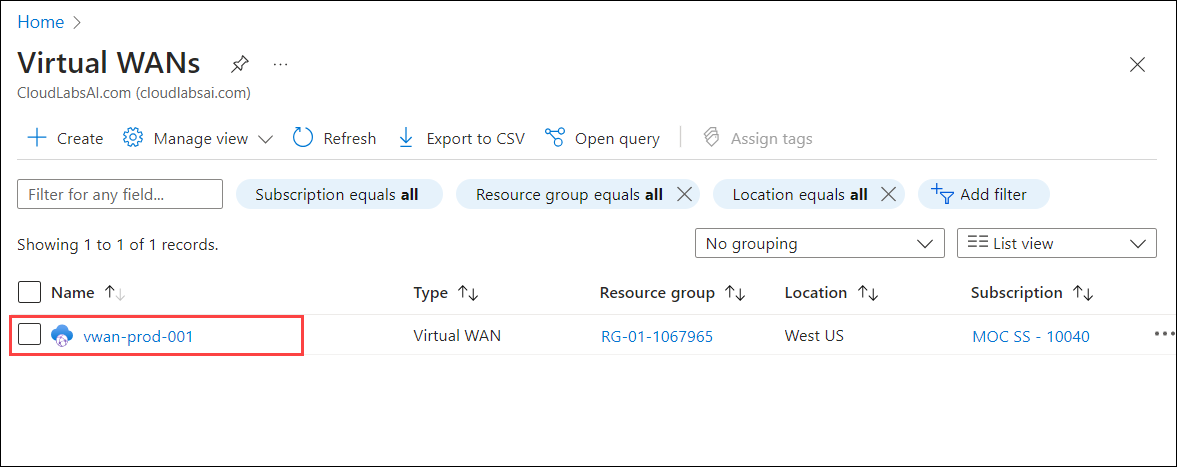 Home
Virtual WANs
CloudLabsAI.com (cloudlabsai.com)
Create Manage view Refresh Export to CSV Open query Assign tags
Filter for any field... Subscription equals all Resource group equals all Location equals all Add filter
Showing 1 to 1 of 1 records. No grouping List view
Name Type Resource group Location Subscription
vwan-prod-001 Virtual WAN RG-01-1067965 West US MOC SS - 10040